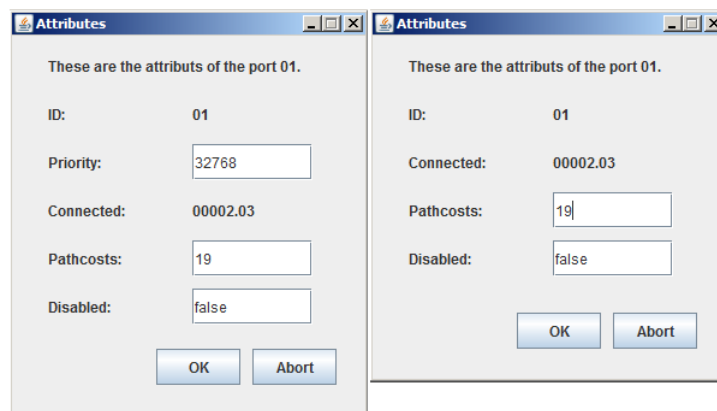 Attributes
These are the attributs of the port 01.
ID: 01
Priority: 32768
Connected: 00002.03
Pathcosts: 19
Disabled: false
OK Abort
Attributes
These are the attributs of the port 01.
ID: 01
Connected: 00002.03
Pathcosts: 19
Disabled: false
OK Abort